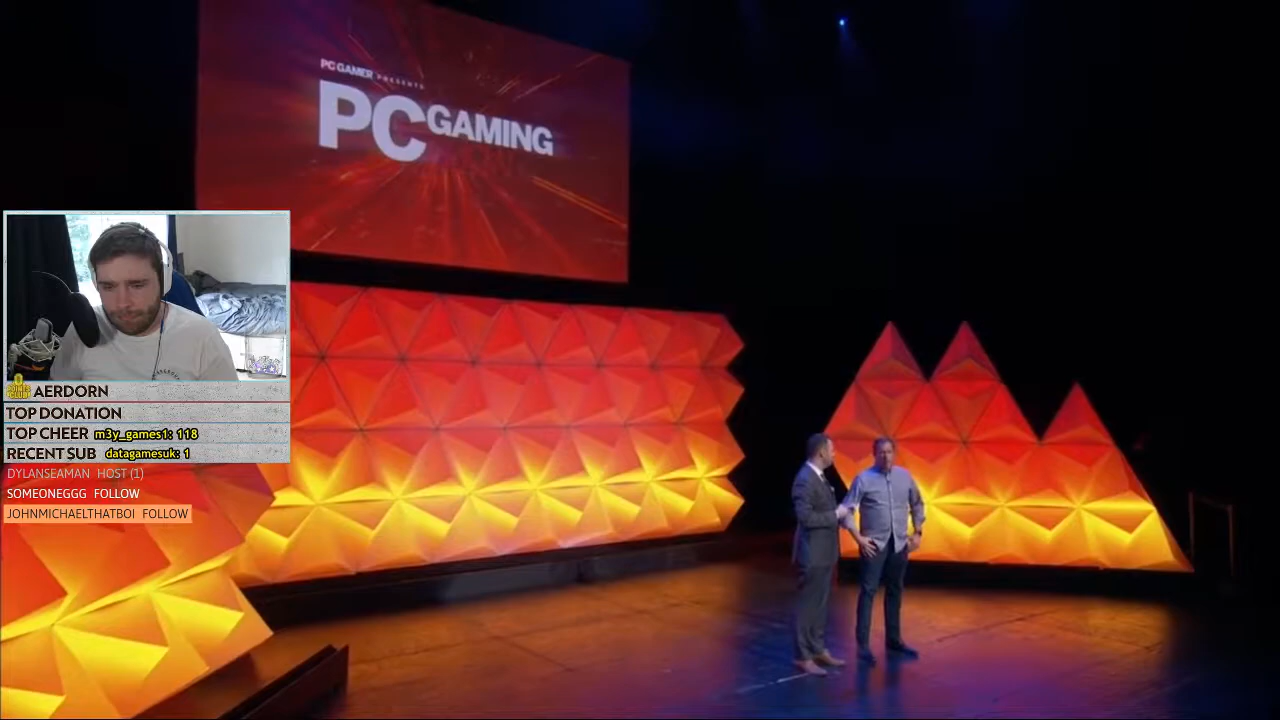 PC GAMER PRESENTS
PC GAMING
AERDORN
TOP DONATION
TOP CHEER m3y_games1: 118
RECENT SUB datagamesuk: 1
DYLANSEAMAN HOST (1)
SOMEONEGGG FOLLOW
JOHNMICHAELTHATBOI FOLLOW